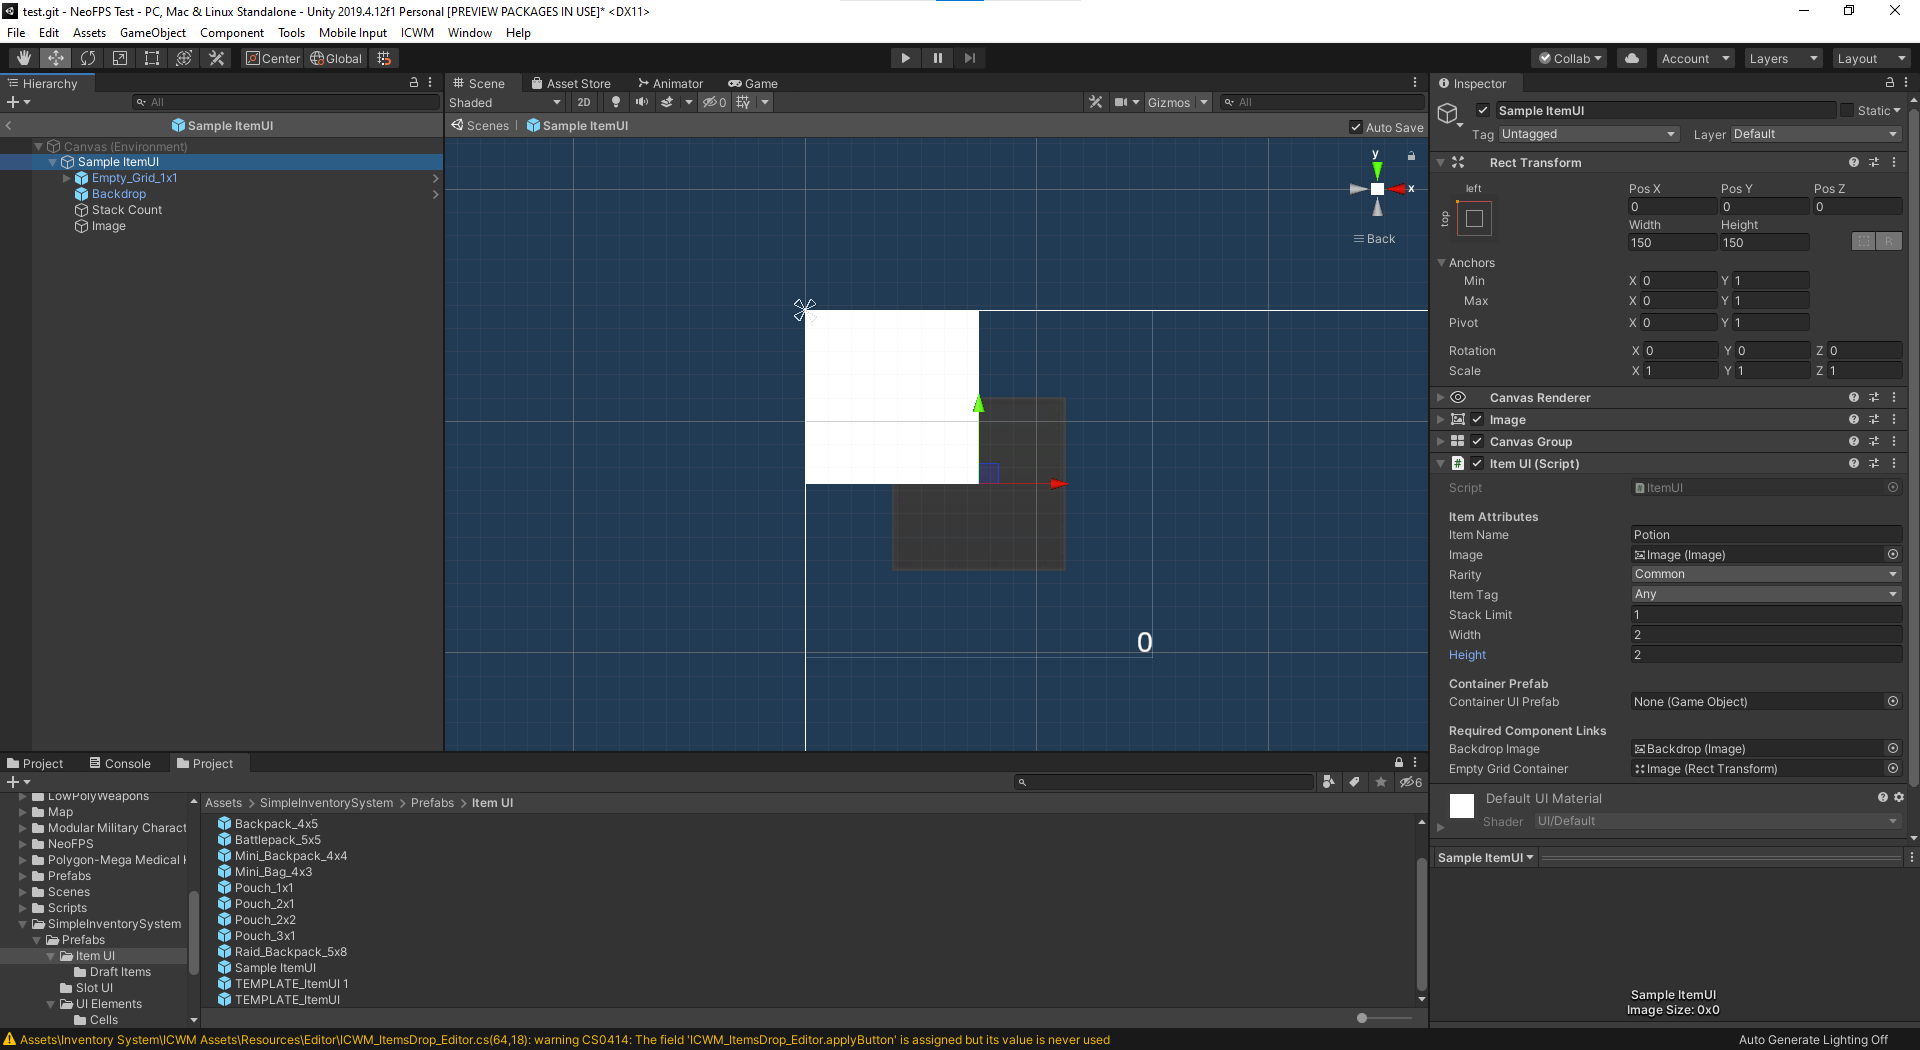 test.git - NeoFPS Test - PC, Mac & Linux Standalone - Unity 2019.4.12f1 Personal [PREVIEW PACKAGES IN USE]* <DX11>
File Edit Assets GameObject Component Tools Mobile Input ICWM Window Help
Center Global Collab Account Layers Layout
Hierarchy
All
Sample ItemUI
Canvas (Environment)
Sample ItemUI
Empty_Grid_1x1
Backdrop
Stack Count
Image
Scene Asset Store Animator Game
Shaded 2D 0 Gizmos All
Scenes Sample ItemUI Auto Save
y
x
Back
0
Inspector
Sample ItemUI Static
Tag Untagged Layer Default
Rect Transform
left
top
Pos X Pos Y Pos Z
0 0 0
Width Height
150 150
R
Anchors
Min X 0 Y 1
Max X 0 Y 1
Pivot X 0 Y 1
Rotation X 0 Y 0 Z 0
Scale X 1 Y 1 Z 1
Canvas Renderer
Image
Canvas Group
Item UI (Script)
Script ItemUI
Item Attributes
Item Name Potion
Image Image (Image)
Rarity Common
Item Tag Any
Stack Limit 1
Width 2
Height 2
Container Prefab
Container UI Prefab None (Game Object)
Required Component Links
Backdrop Image Backdrop (Image)
Empty Grid Container Image (Rect Transform)
Default UI Material
Shader UI/Default
Sample ItemUI
Sample ItemUI
Image Size: 0x0
Project Console Project
6
LowPolyWeapons
Map
Modular Military Charact
NeoFPS
Polygon-Mega Medical
Prefabs
Scenes
Scripts
SimpleInventorySystem
Prefabs
Item UI
Draft Items
Slot UI
UI Elements
Cells
Assets > SimpleInventorySystem > Prefabs > Item UI
Backpack_4x5
Battlepack_5x5
Mini_Backpack_4x4
Mini_Bag_4x3
Pouch_1x1
Pouch_2x1
Pouch_2x2
Pouch_3x1
Raid_Backpack_5x8
Sample ItemUI
TEMPLATE_ItemUI 1
TEMPLATE_ItemUI
Assets\Inventory System\ICWM Assets\Resources\Editor\ICWM_ItemsDrop_Editor.cs(64,18): warning CS0414: The field 'ICWM_ItemsDrop_Editor.applyButton' is assigned but its value is never used
Auto Generate Lighting Off